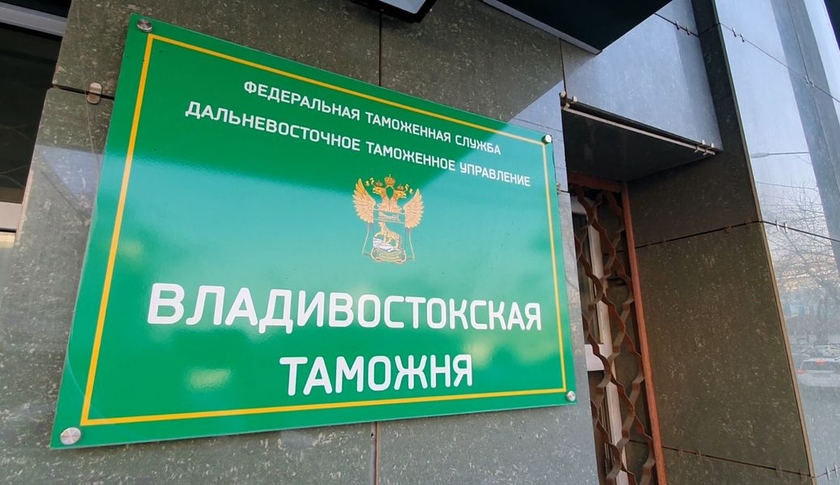 ФЕДЕРАЛЬНАЯ ТАМОЖЕННАЯ СЛУЖБА
ДАЛЬНЕВОСТОЧНОЕ ТАМОЖЕННОЕ УПРАВЛЕНИЕ
ВЛАДИВОСТОКСКАЯ
ТАМОЖНЯ